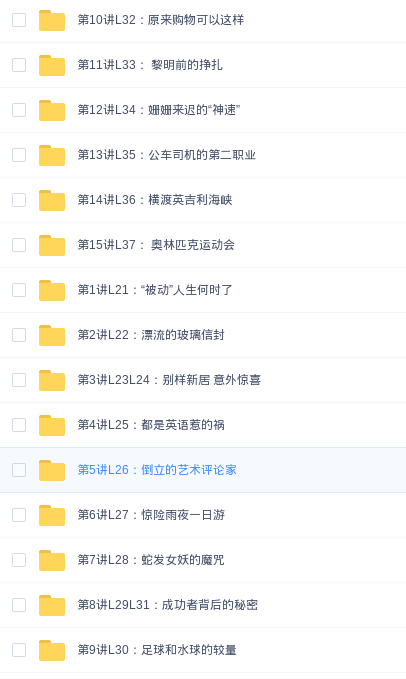 第10讲L32：原来购物可以这样
第11讲L33： 黎明前的挣扎
第12讲L34：姗姗来迟的“神速”
第13讲L35：公车司机的第二职业
第14讲L36：横渡英吉利海峡
第15讲L37： 奥林匹克运动会
第1讲L21：“被动”人生何时了
第2讲L22：漂流的玻璃信封
第3讲L23L24：别样新居 意外惊喜
第4讲L25：都是英语惹的祸
第5讲L26：倒立的艺术评论家
第6讲L27：惊险雨夜一日游
第7讲L28：蛇发女妖的魔咒
第8讲L29L31：成功者背后的秘密
第9讲L30：足球和水球的较量